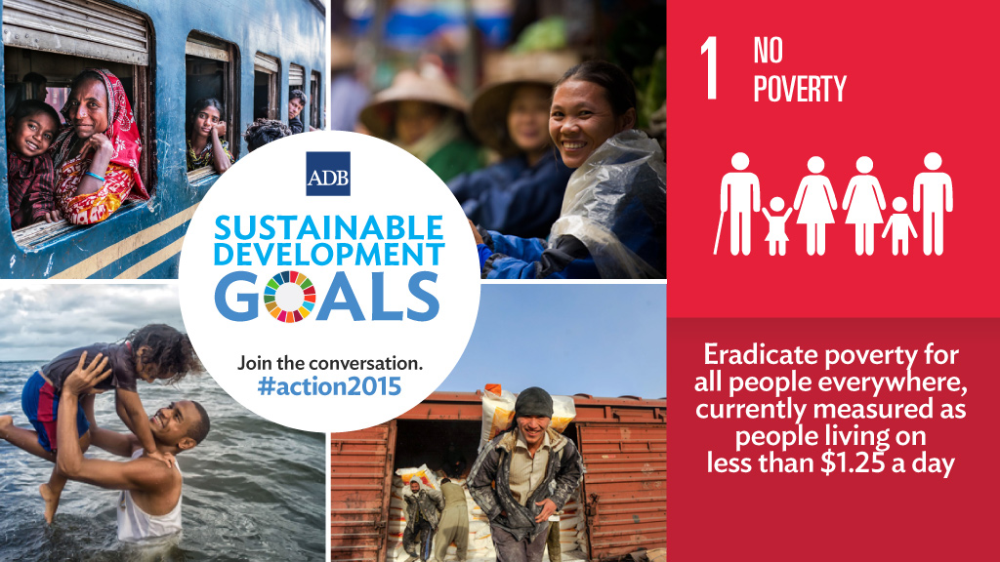 ADB
SUSTAINABLE
DEVELOPMENT
GOALS
Join the conversation.
#action2015
1
NO
POVERTY
Eradicate poverty for
all people everywhere,
currently measured as
people living on
less than $1.25 a day